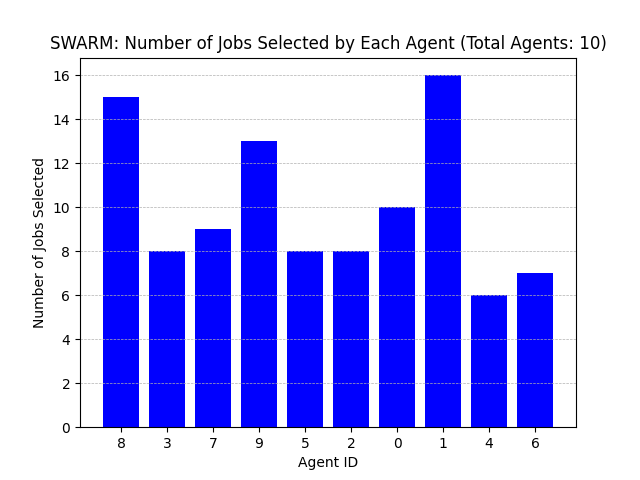 SWARM: Number of Jobs Selected by Each Agent (Total Agents: 10)
16
14
12
10
8
6
4
2
0
Number of Jobs Selected
8 3 7 9 5 2 0 1 4 6
Agent ID